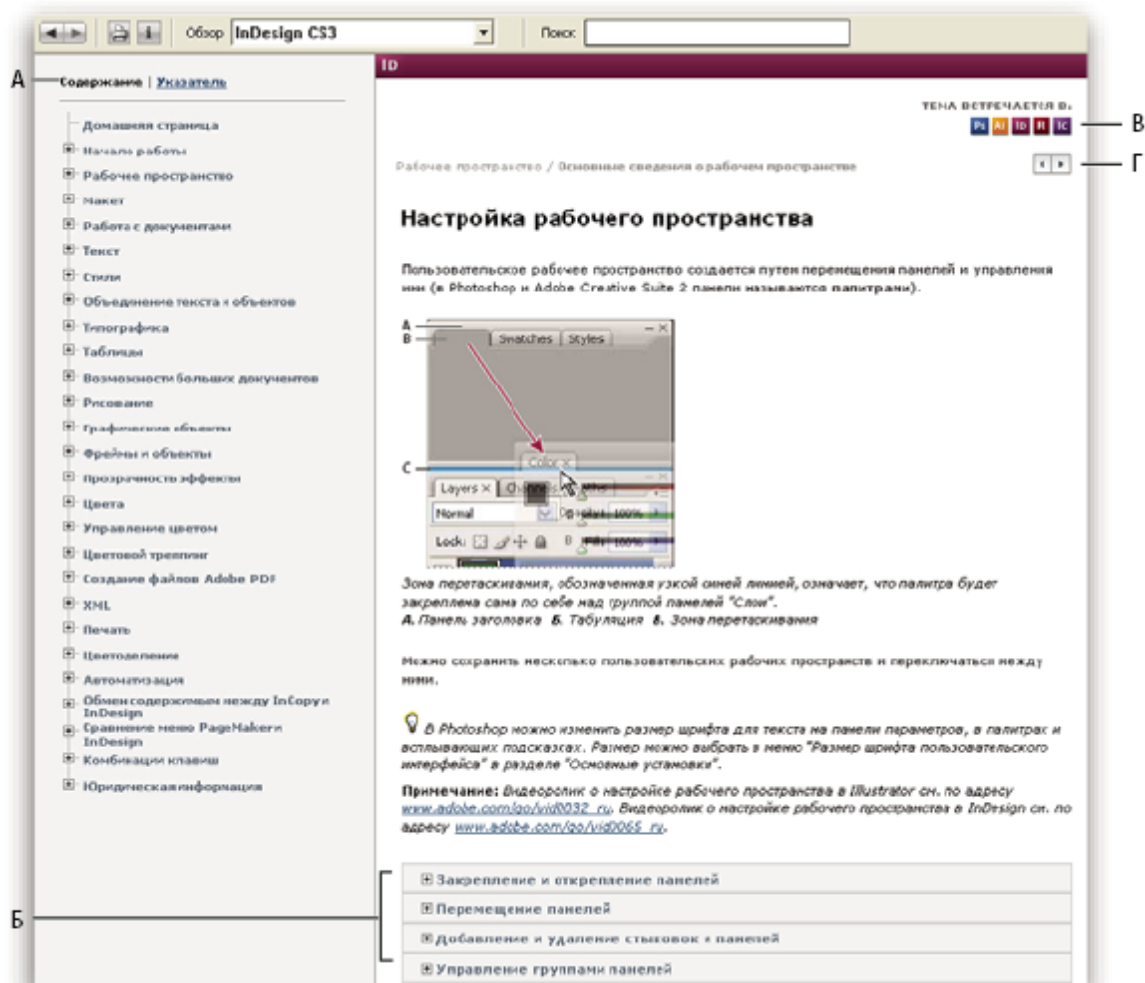 Обзор InDesign CS3 Поиск:
А
Содержание | Указатель
Домашняя страница
Начало работы
Рабочее пространство
Макет
Работа с документами
Текст
Стили
Объединение текста и объектов
Типографика
Таблицы
Возможности больших документов
Рисование
Графические объекты
Фреймы и объекты
Прозрачность эффекты
Цвета
Управление цветом
Цветовой треппинг
Создание файлов Adobe PDF
XML
Печать
Цветоделение
Автоматизация
Обмен содержимым между InCopy и
InDesign
Сравнение меню PageMaker и
InDesign
Комбинации клавиш
Юридическая информация
ID
ТЕМА ВСТРЕЧАЕТСЯ В:
Ps Ai ID Fl IC
В
Рабочее пространство / Основные сведения о рабочем пространстве
Г
Настройка рабочего пространства
Пользовательское рабочее пространство создается путем перемещения панелей и управления
ими (в Photoshop и Adobe Creative Suite 2 панели называются палитрами).
A
B
Swatches Styles
C
Color ×
Layers × Channels Paths
Normal Opacity: 100%
Lock: B Fill: 100%
Зона перетаскивания, обозначенная узкой синей линией, означает, что палитра будет
закреплена сама по себе над группой панелей "Слои".
А. Панель заголовка Б. Табуляция В. Зона перетаскивания
Можно сохранить несколько пользовательских рабочих пространств и переключаться между
ними.
В Photoshop можно изменить размер шрифта для текста на панели параметров, в палитрах и
всплывающих подсказках. Размер можно выбрать в меню "Размер шрифта пользовательского
интерфейса" в разделе "Основные установки".
Примечание: Видеоролик о настройке рабочего пространства в Illustrator см. по адресу
www.adobe.com/go/vid0032_ru. Видеоролик о настройке рабочего пространства в InDesign см. по
адресу www.adobe.com/go/vid0065_ru.
Б
Закрепление и открепление панелей
Перемещение панелей
Добавление и удаление стыковок и панелей
Управление группами панелей